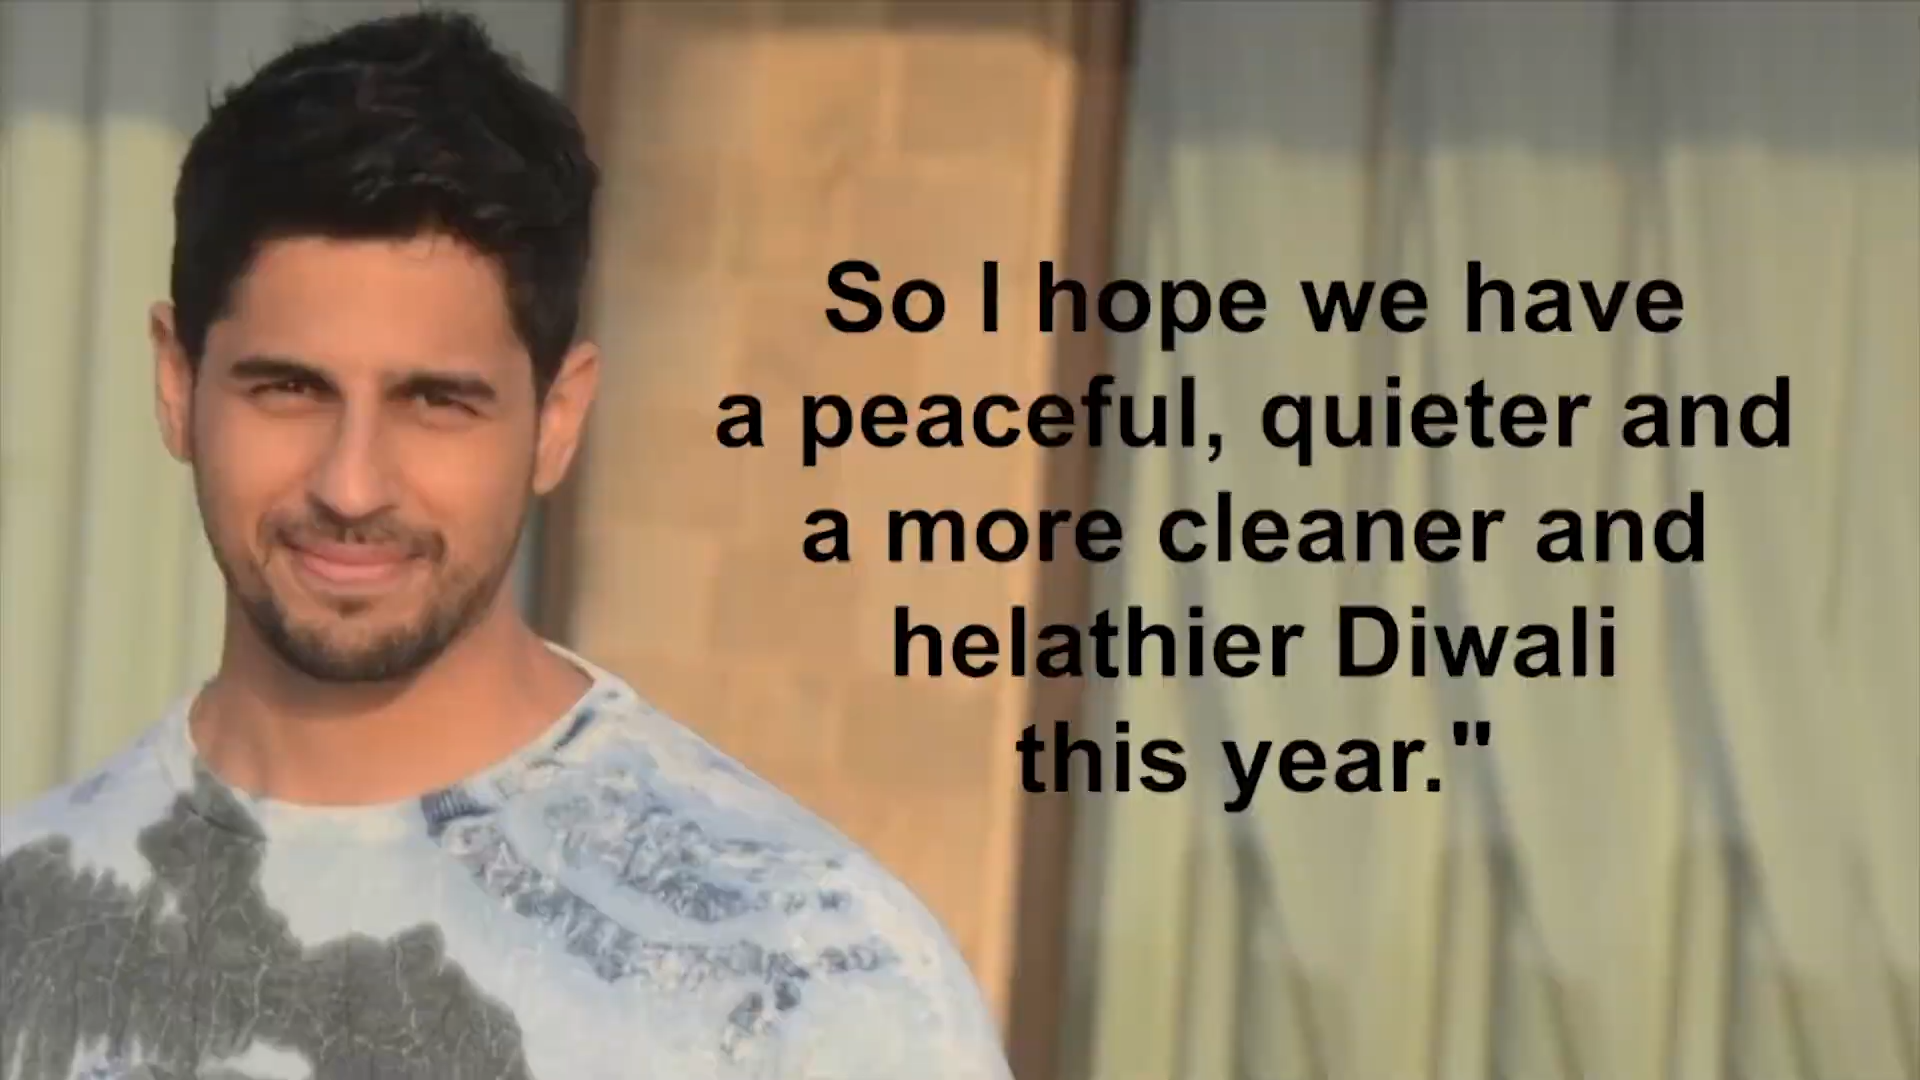 So I hope we have
a peaceful, quieter and
a more cleaner and
helathier Diwali
this year."